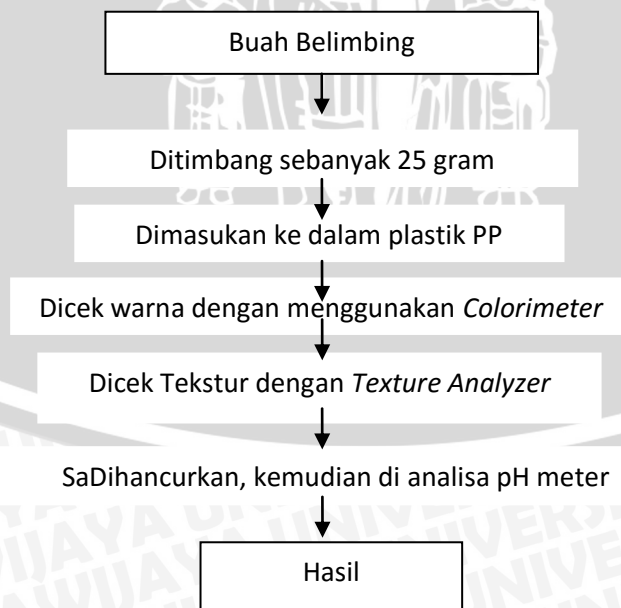 Buah Belimbing
Ditimbang sebanyak 25 gram
Dimasukan ke dalam plastik PP
Dicek warna dengan menggunakan Colorimeter
Dicek Tekstur dengan Texture Analyzer
SaDihancurkan, kemudian di analisa pH meter
Hasil